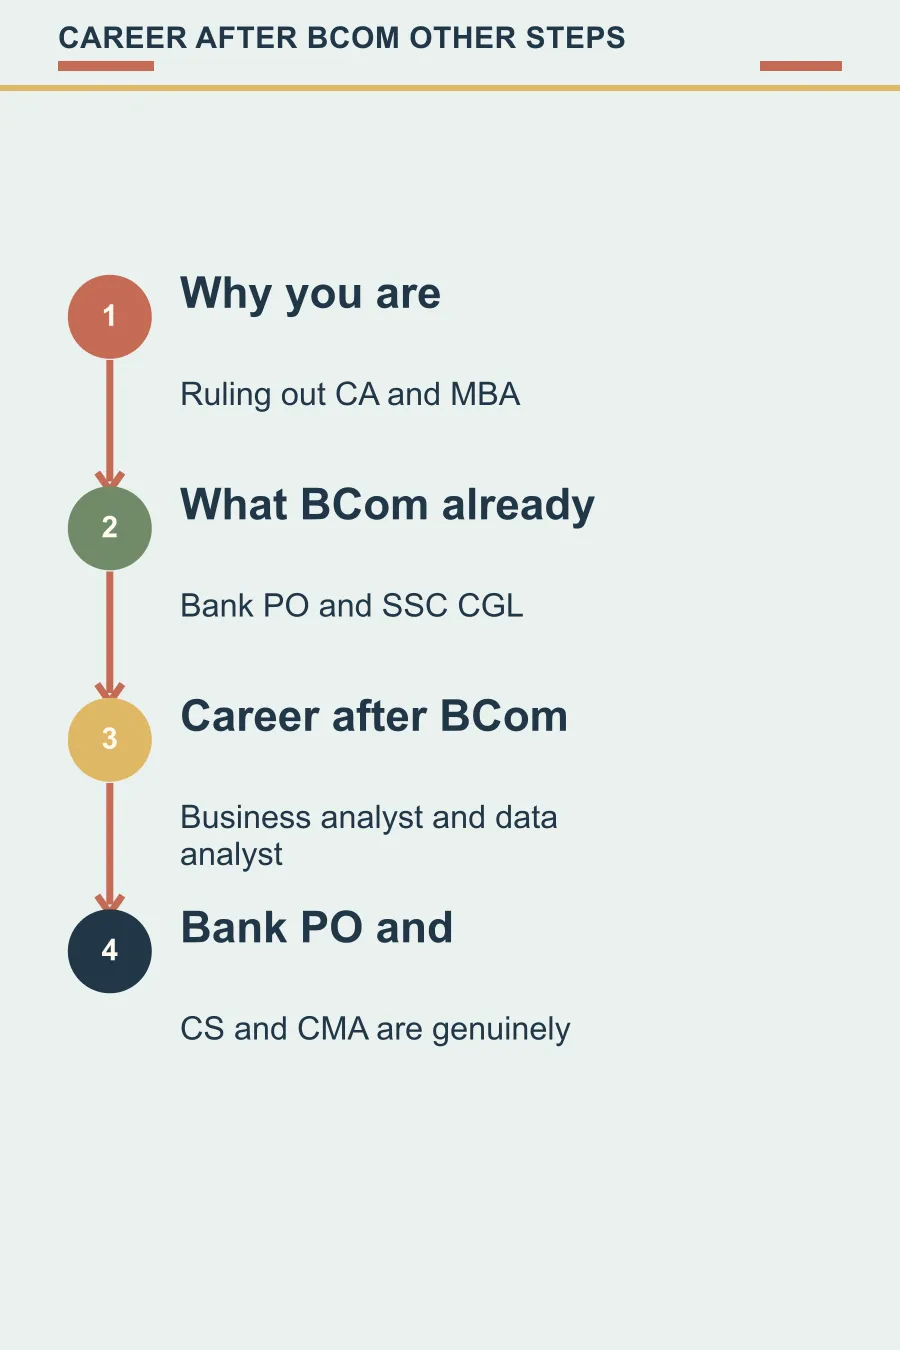 CAREER AFTER BCOM OTHER STEPS
1
Why you are
Ruling out CA and MBA
2
What BCom already
Bank PO and SSC CGL
3
Career after BCom
Business analyst and data
analyst
4
Bank PO and
CS and CMA are genuinely